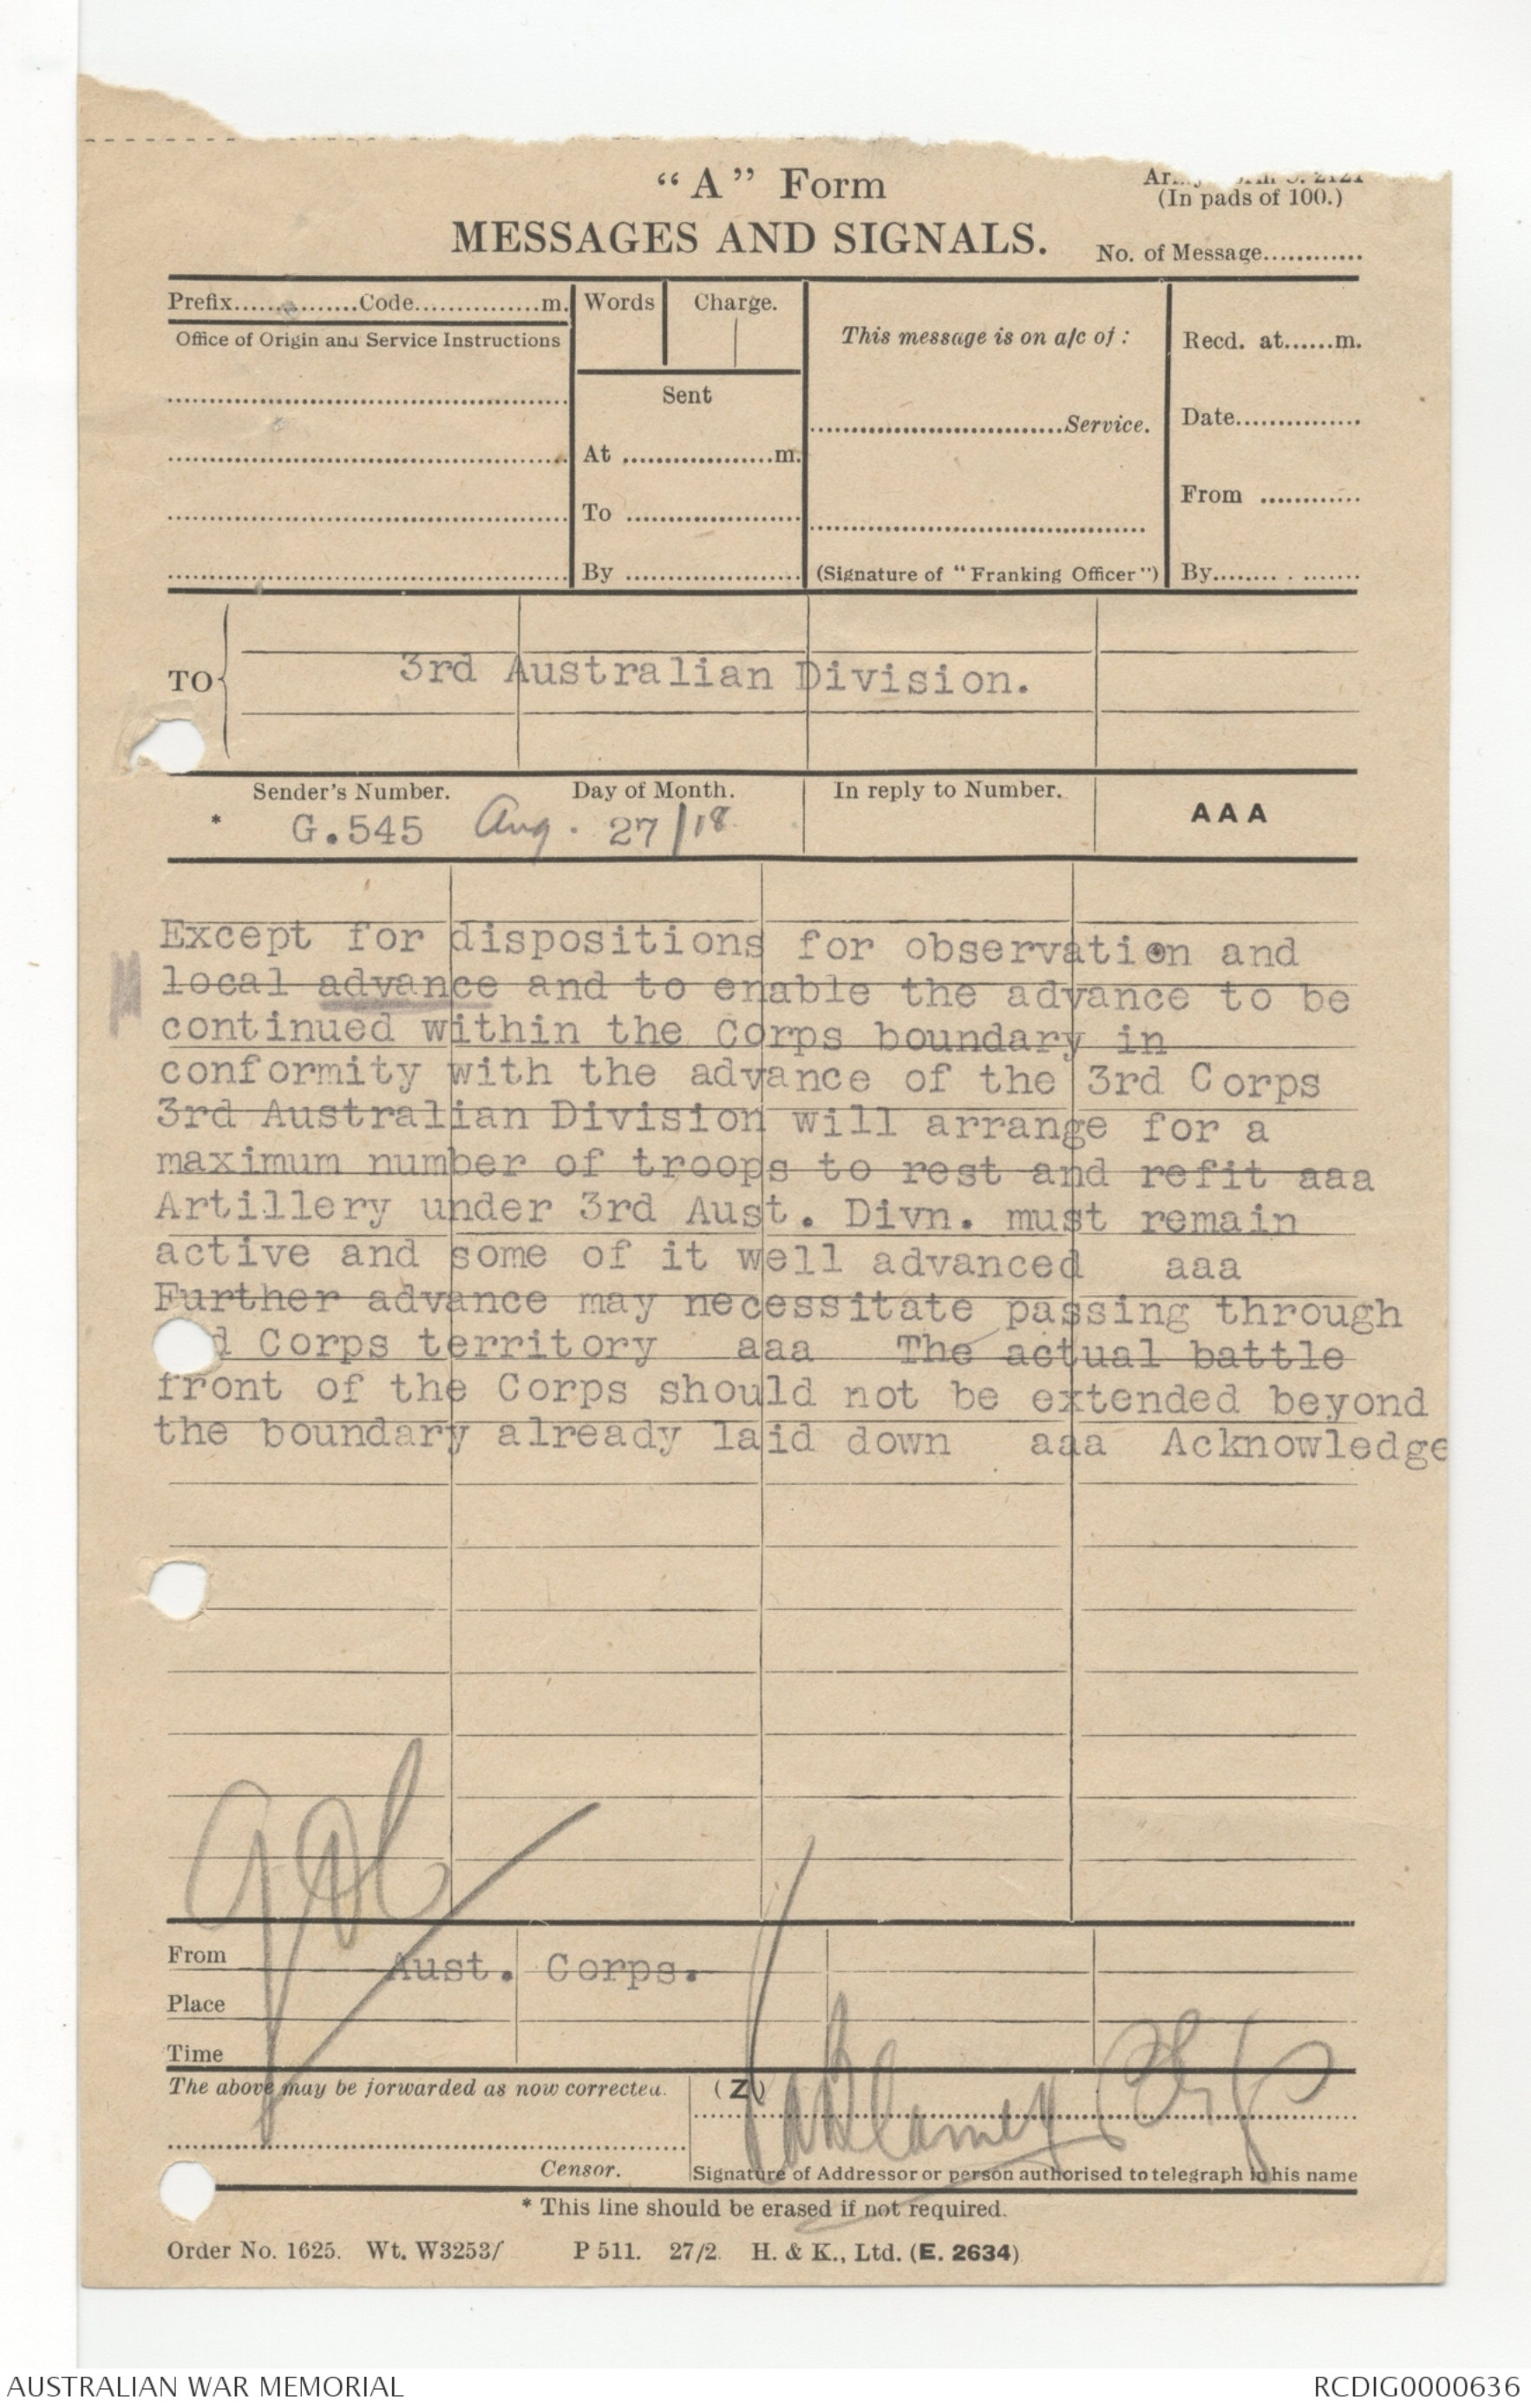 "A" Form
(In pads of 100.)
MESSAGES AND SIGNALS.
No. of Message............
Prefix...............Code...............m.
Words
Charge.
Office of Origin and Service Instructions
Sent
At ..................m.
To ....................
By ....................
This message is on a/c of :
..............................Service.
(Signature of "Franking Officer")
Recd. at......m.
Date...............
From ............
By........ . .......
TO
3rd Australian Division.
Sender's Number.
Day of Month.
In reply to Number.
AAA
* G.545 Aug. 27/18
Except for dispositions for observation and
local advance and to enable the advance to be
continued within the Corps boundary in
conformity with the advance of the 3rd Corps
3rd Australian Division will arrange for a
maximum number of troops to rest and refit aaa
Artillery under 3rd Aust. Divn. must remain
active and some of it well advanced aaa
Further advance may necessitate passing through
d Corps territory aaa The actual battle
front of the Corps should not be extended beyond
the boundary already laid down aaa Acknowledge
From
Aust. Corps.
Place
Time
The above may be forwarded as now corrected.
(Z)
Blamey
Censor.
Signature of Addressor or person authorised to telegraph in his name
* This line should be erased if not required.
Order No. 1625. Wt. W3253/ P 511. 27/2. H. & K., Ltd. (E. 2634)
AUSTRALIAN WAR MEMORIAL
RCDIG0000636